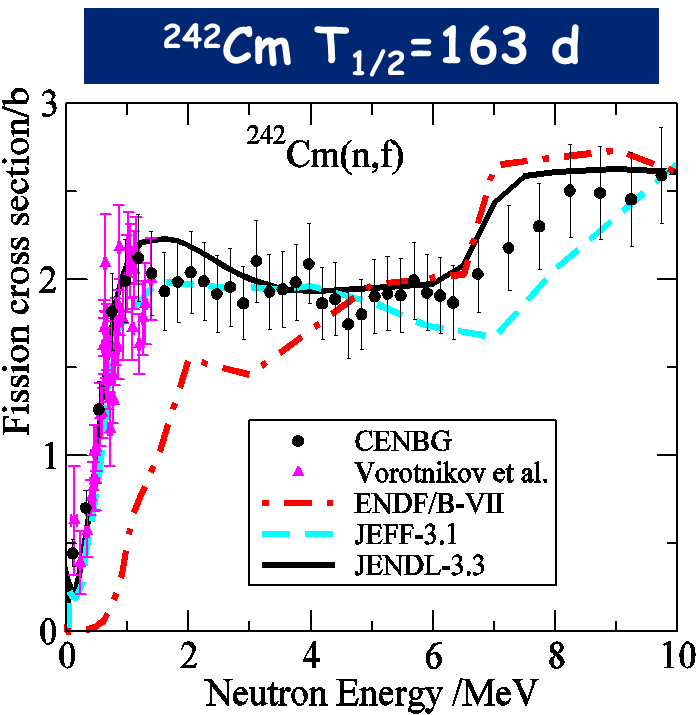 ²⁴²Cm T₁/₂=163 d
3
2
1
0
Fission cross section/b
²⁴²Cm(n,f)
CENBG
Vorotnikov et al.
ENDF/B-VII
JEFF-3.1
JENDL-3.3
0 2 4 6 8 10
Neutron Energy /MeV